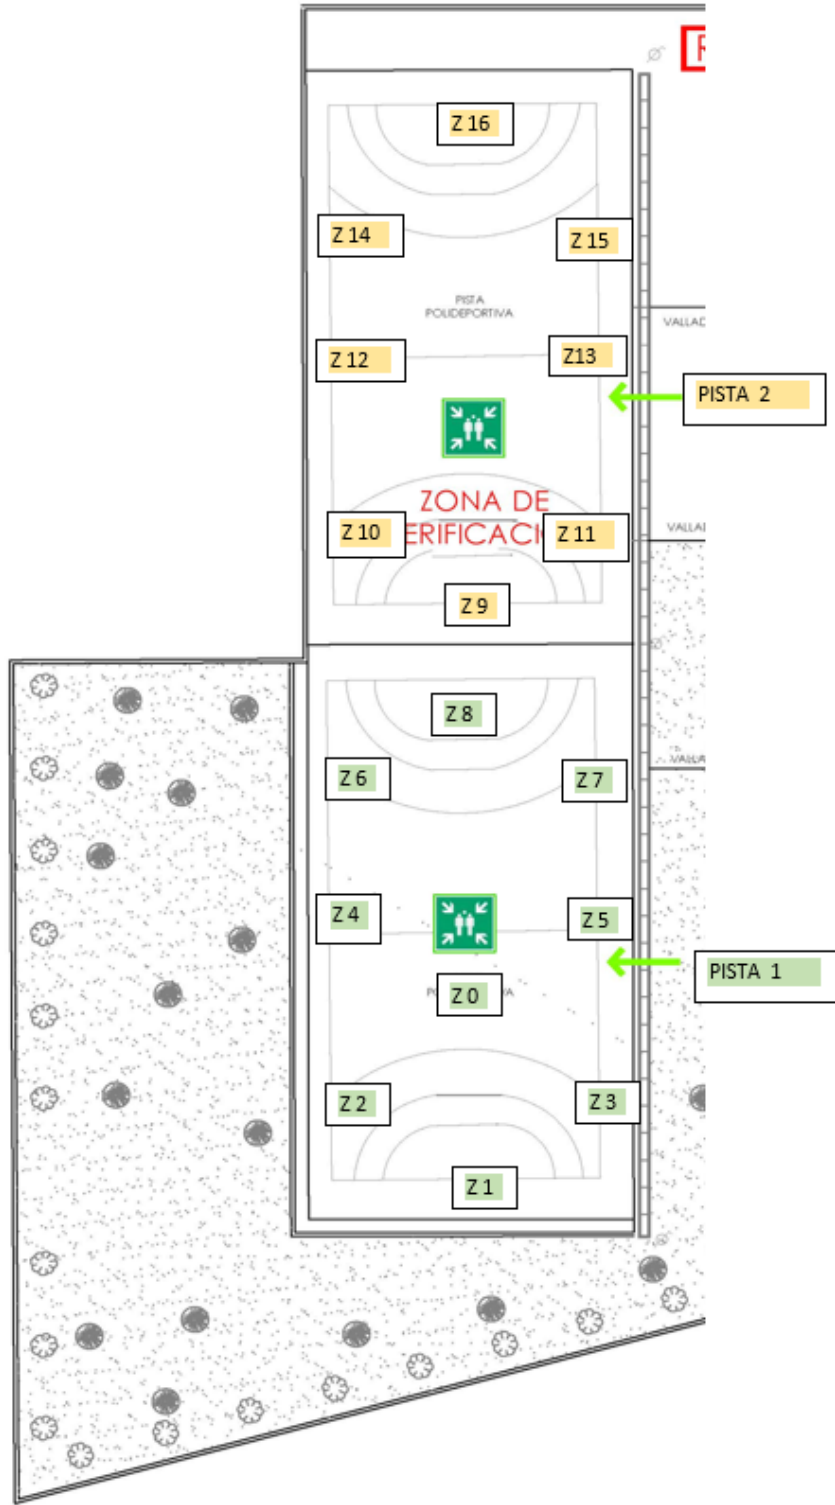 Z 16
Z 14
Z 15
PISTA
POLIDEPORTIVA
VALLAD
Z 12
Z13
PISTA 2
ZONA DE
ERIFICACI
Z 10
Z 11
VALLA
Z 9
Z 8
VALLA
Z 6
Z 7
Z 4
Z 5
PISTA 1
Z 0
Z 2
Z 3
Z 1